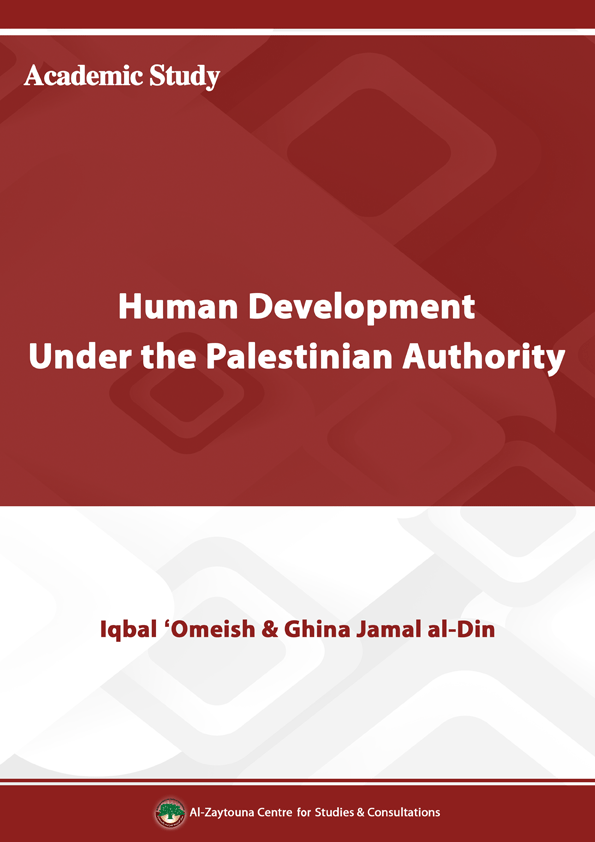 Academic Study
Human Development
Under the Palestinian Authority
Iqbal ‘Omeish & Ghina Jamal al-Din
Al-Zaytouna Centre for Studies & Consultations